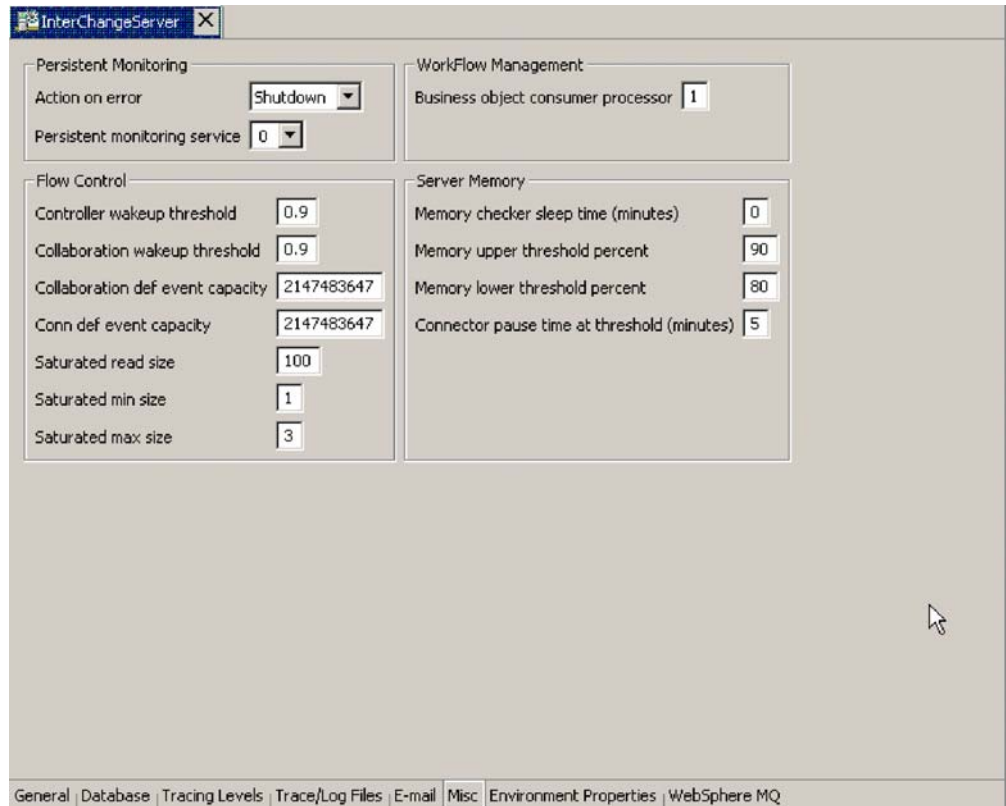 InterChangeServer
Persistent Monitoring
Action on error Shutdown
Persistent monitoring service 0
WorkFlow Management
Business object consumer processor 1
Flow Control
Controller wakeup threshold 0.9
Collaboration wakeup threshold 0.9
Collaboration def event capacity 2147483647
Conn def event capacity 2147483647
Saturated read size 100
Saturated min size 1
Saturated max size 3
Server Memory
Memory checker sleep time (minutes) 0
Memory upper threshold percent 90
Memory lower threshold percent 80
Connector pause time at threshold (minutes) 5
General Database Tracing Levels Trace/Log Files E-mail Misc Environment Properties WebSphere MQ